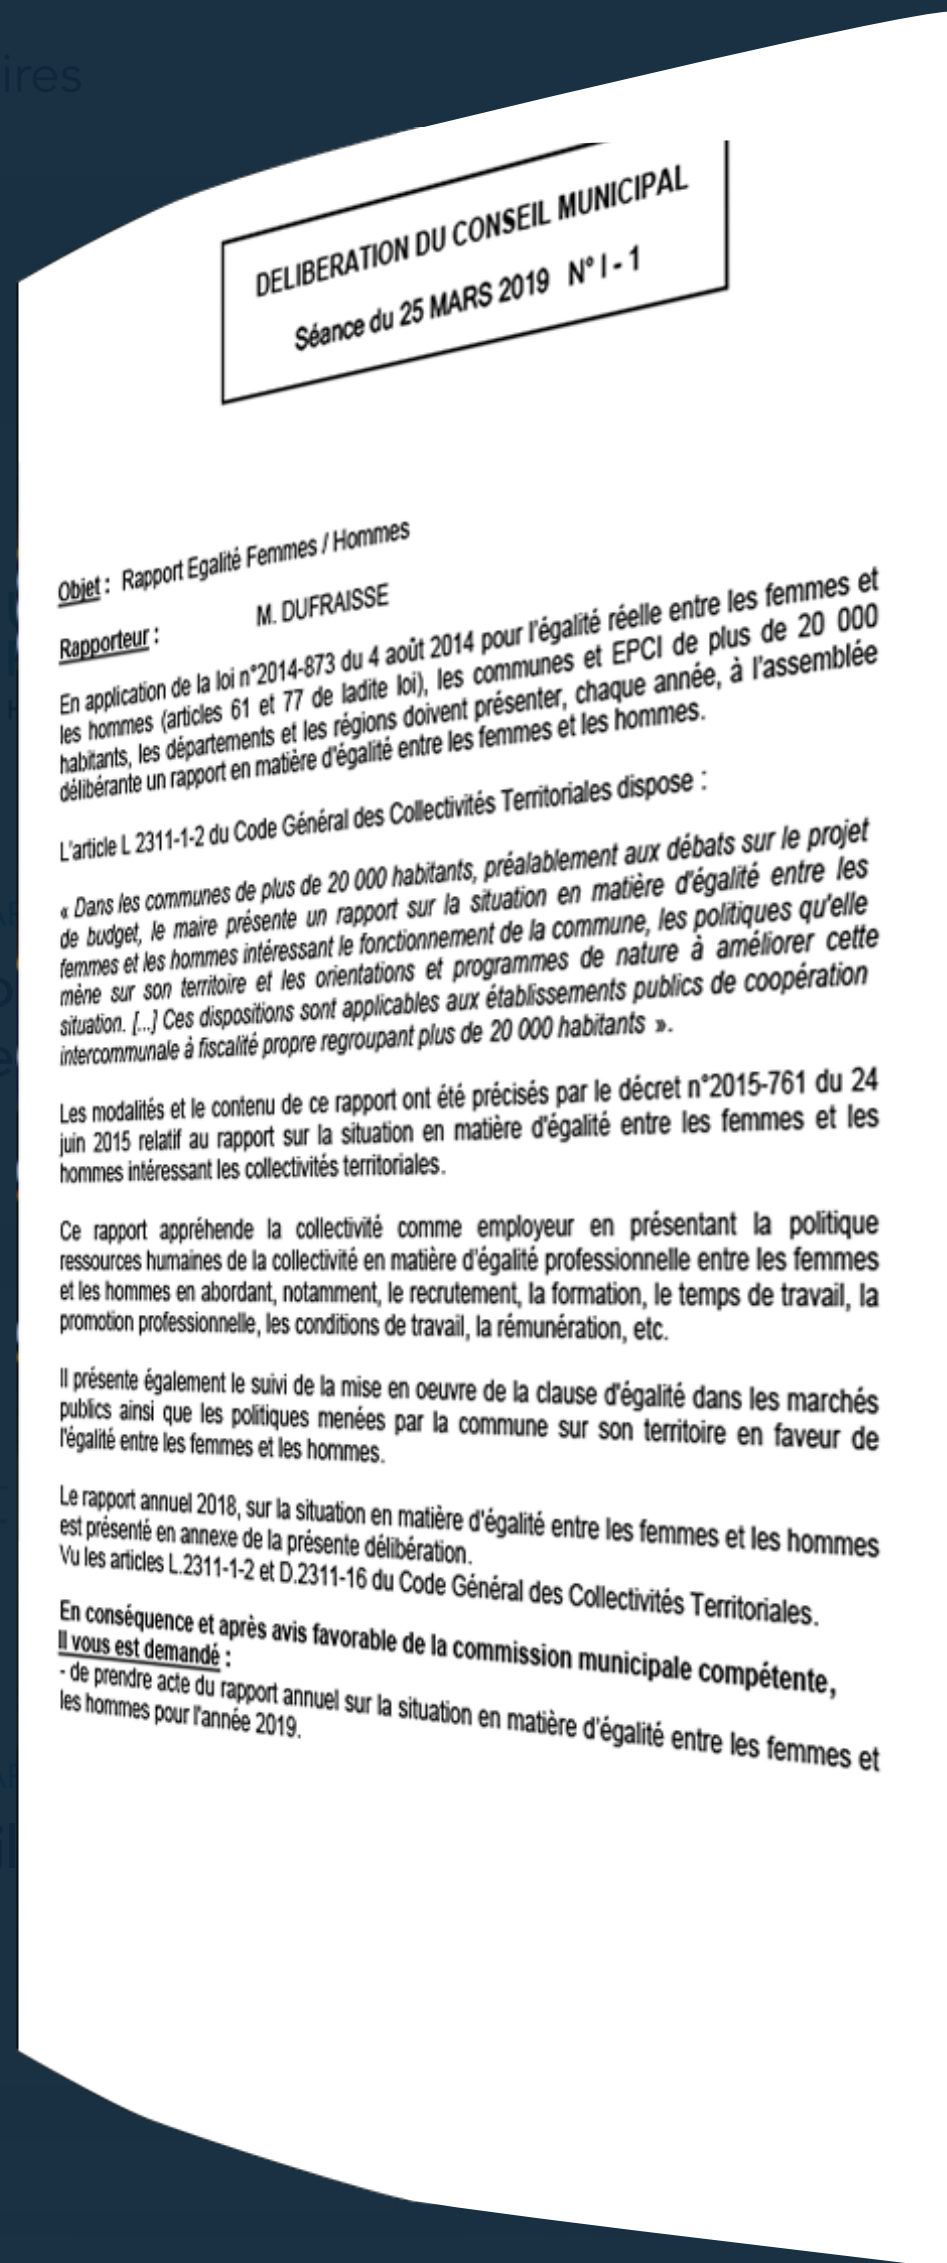 ires
DELIBERATION DU CONSEIL MUNICIPAL
Séance du 25 MARS 2019 N° I - 1
Objet : Rapport Egalité Femmes / Hommes
Rapporteur : M. DUFRAISSE
En application de la loi n°2014-873 du 4 août 2014 pour l'égalité réelle entre les femmes et
les hommes (articles 61 et 77 de ladite loi), les communes et EPCI de plus de 20 000
habitants, les départements et les régions doivent présenter, chaque année, à l'assemblée
délibérante un rapport en matière d'égalité entre les femmes et les hommes.
L'article L 2311-1-2 du Code Général des Collectivités Territoriales dispose :
« Dans les communes de plus de 20 000 habitants, préalablement aux débats sur le projet
de budget, le maire présente un rapport sur la situation en matière d'égalité entre les
femmes et les hommes intéressant le fonctionnement de la commune, les politiques qu'elle
mène sur son territoire et les orientations et programmes de nature à améliorer cette
situation. [...] Ces dispositions sont applicables aux établissements publics de coopération
intercommunale à fiscalité propre regroupant plus de 20 000 habitants ».
Les modalités et le contenu de ce rapport ont été précisés par le décret n°2015-761 du 24
juin 2015 relatif au rapport sur la situation en matière d'égalité entre les femmes et les
hommes intéressant les collectivités territoriales.
Ce rapport appréhende la collectivité comme employeur en présentant la politique
ressources humaines de la collectivité en matière d'égalité professionnelle entre les femmes
et les hommes en abordant, notamment, le recrutement, la formation, le temps de travail, la
promotion professionnelle, les conditions de travail, la rémunération, etc.
Il présente également le suivi de la mise en oeuvre de la clause d'égalité dans les marchés
publics ainsi que les politiques menées par la commune sur son territoire en faveur de
l'égalité entre les femmes et les hommes.
Le rapport annuel 2018, sur la situation en matière d'égalité entre les femmes et les hommes
est présenté en annexe de la présente délibération.
Vu les articles L.2311-1-2 et D.2311-16 du Code Général des Collectivités Territoriales.
En conséquence et après avis favorable de la commission municipale compétente,
Il vous est demandé :
- de prendre acte du rapport annuel sur la situation en matière d'égalité entre les femmes et
les hommes pour l'année 2019.